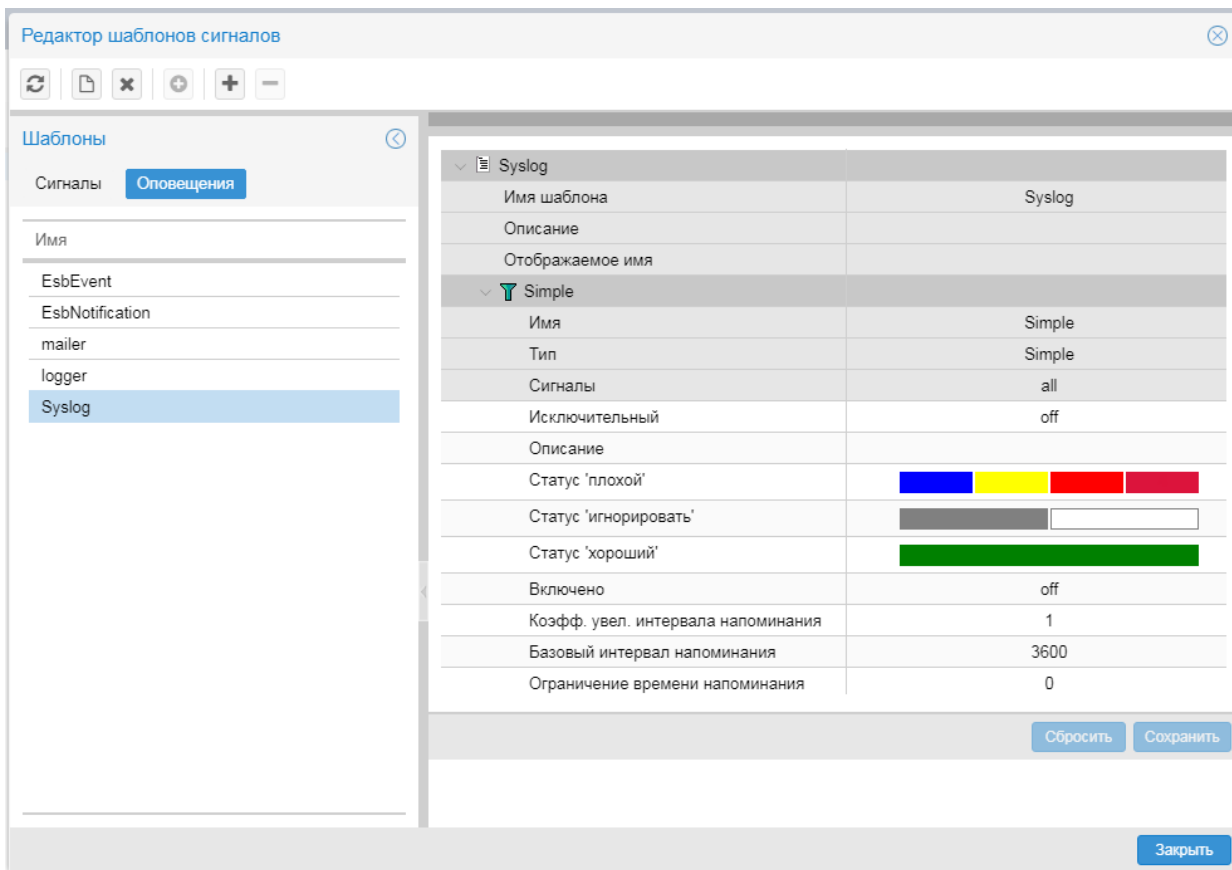 Редактор шаблонов сигналов
Шаблоны
Сигналы Оповещения
Имя
EsbEvent
EsbNotification
mailer
logger
Syslog
Syslog
Имя шаблона Syslog
Описание
Отображаемое имя
Simple
Имя Simple
Тип Simple
Сигналы all
Исключительный off
Описание
Статус 'плохой'
Статус 'игнорировать'
Статус 'хороший'
Включено off
Коэфф. увел. интервала напоминания 1
Базовый интервал напоминания 3600
Ограничение времени напоминания 0
Сбросить Сохранить
Закрыть